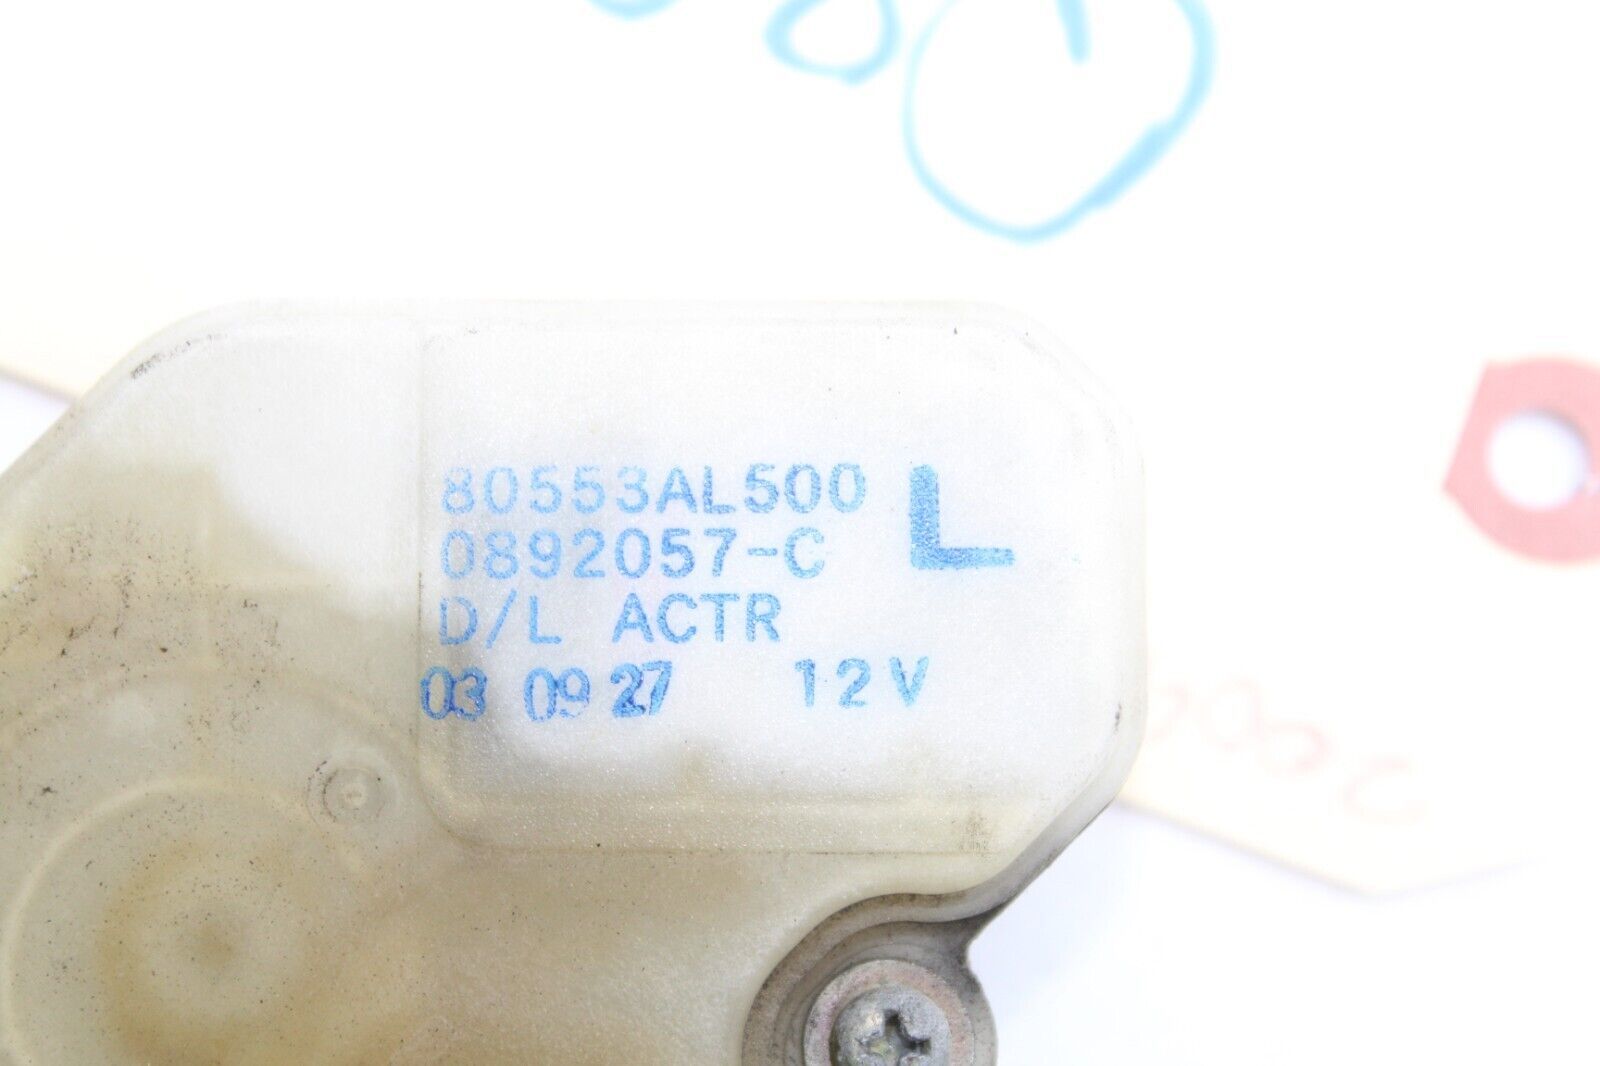 80553AL500 L
0892057-C
D/L ACTR
03 09 27 12V